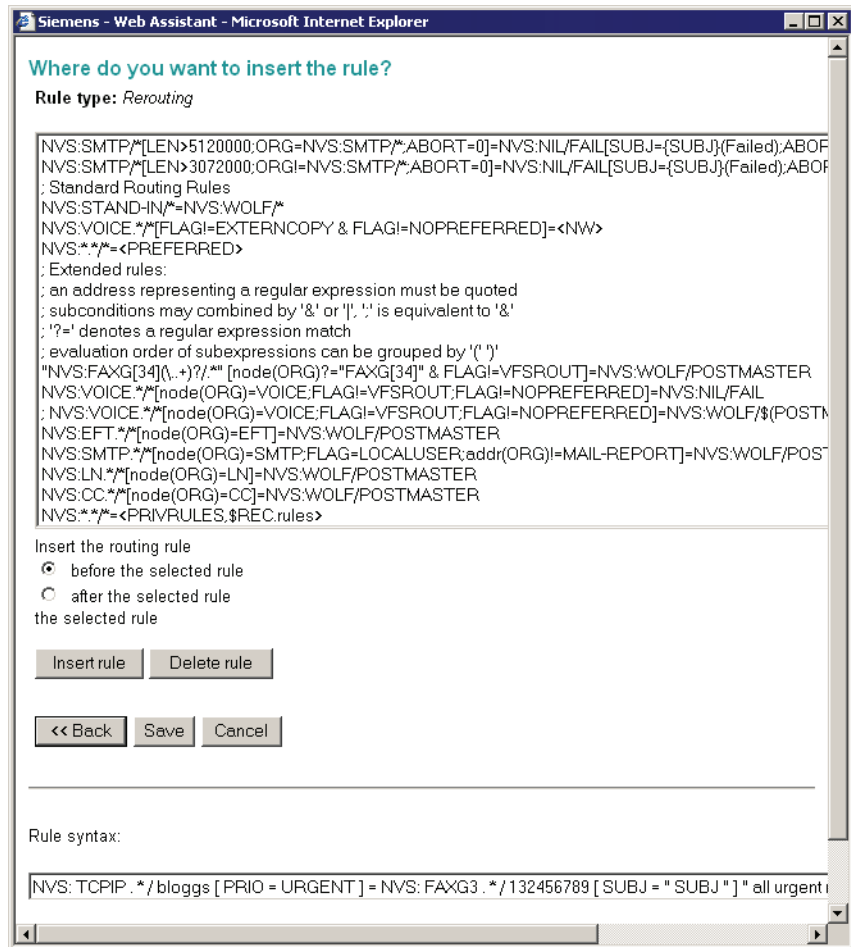 Siemens - Web Assistant - Microsoft Internet Explorer
Where do you want to insert the rule?
Rule type: Rerouting
NVS:SMTP/*[LEN>5120000;ORG=NVS:SMTP/*;ABORT=0]=NVS:NIL/FAIL[SUBJ={SUBJ}(Failed);ABOF
NVS:SMTP/*[LEN>3072000;ORG!=NVS:SMTP/*;ABORT=0]=NVS:NIL/FAIL[SUBJ={SUBJ}(Failed);ABOF
; Standard Routing Rules
NVS:STAND-IN/*=NVS:WOLF/*
NVS:VOICE.*/*[FLAG!=EXTERNCOPY & FLAG!=NOPREFERRED]=<NW>
NVS:*.*/*=<PREFERRED>
; Extended rules:
; an address representing a regular expression must be quoted
; subconditions may combined by '&' or '|', ';' is equivalent to '&'
; '?=' denotes a regular expression match
; evaluation order of subexpressions can be grouped by '(' ')'
"NVS:FAXG[34](\..+)?/.*" [node(ORG)?="FAXG[34]" & FLAG!=VFSROUT]=NVS:WOLF/POSTMASTER
NVS:VOICE.*/*[node(ORG)=VOICE;FLAG!=VFSROUT;FLAG!=NOPREFERRED]=NVS:NIL/FAIL
; NVS:VOICE.*/*[node(ORG)=VOICE;FLAG!=VFSROUT;FLAG!=NOPREFERRED]=NVS:WOLF/$(POSTM
NVS:EFT.*/*[node(ORG)=EFT]=NVS:WOLF/POSTMASTER
NVS:SMTP.*/*[node(ORG)=SMTP;FLAG=LOCALUSER;addr(ORG)!=MAIL-REPORT]=NVS:WOLF/POST
NVS:LN.*/*[node(ORG)=LN]=NVS:WOLF/POSTMASTER
NVS:CC.*/*[node(ORG)=CC]=NVS:WOLF/POSTMASTER
NVS:*.*/*=<PRIVRULES,$REC.rules>
Insert the routing rule
before the selected rule
after the selected rule
the selected rule
Insert rule Delete rule
<< Back Save Cancel
Rule syntax:
NVS: TCPIP . * / bloggs [ PRIO = URGENT ] = NVS: FAXG3 . * / 132456789 [ SUBJ = " SUBJ " ] " all urgent